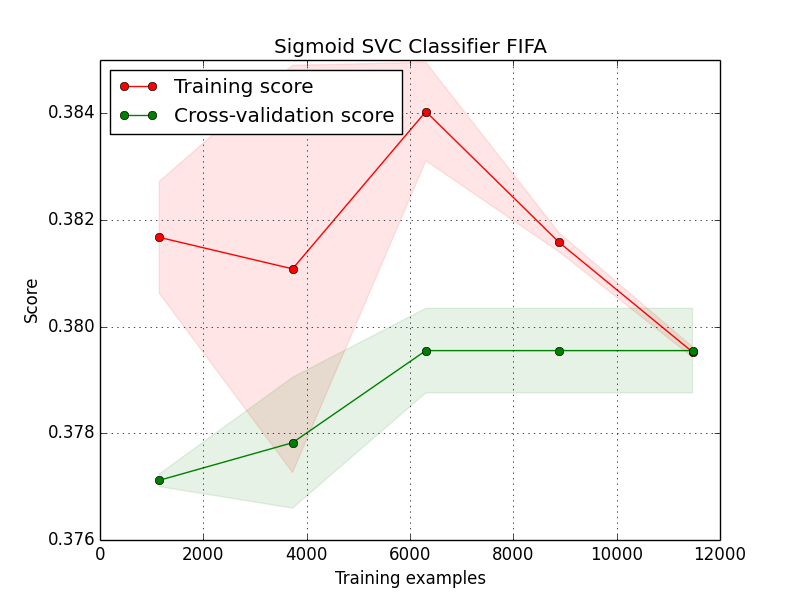 Sigmoid SVC Classifier FIFA
Training score
Cross-validation score
0.384
0.382
0.380
0.378
0.376
Score
0 2000 4000 6000 8000 10000 12000
Training examples